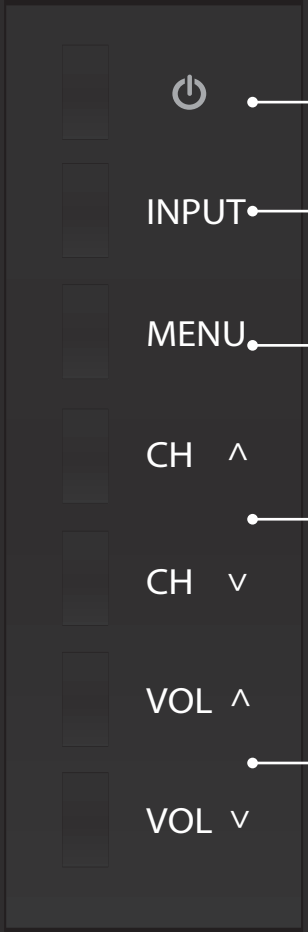 INPUT
MENU
CH ^
CH v
VOL ^
VOL v